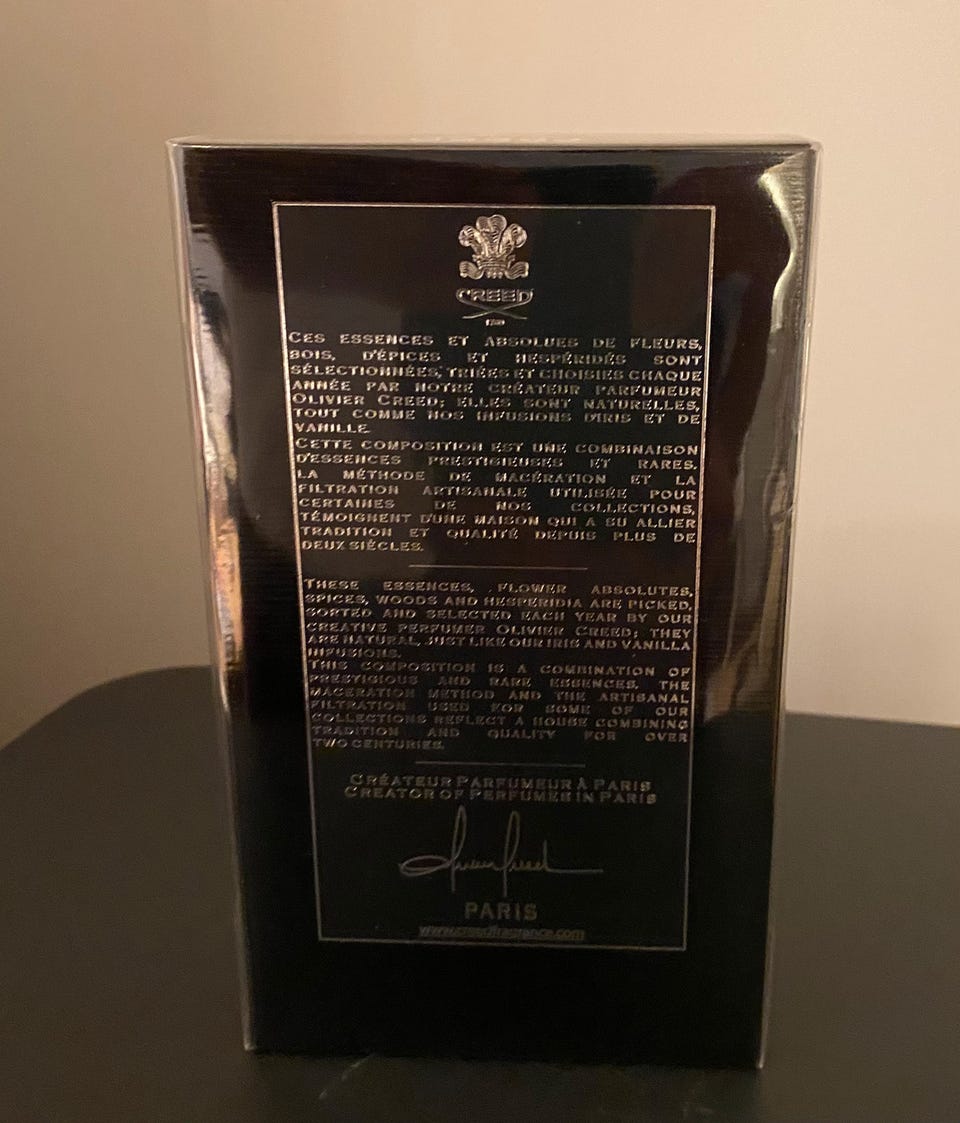 CREED
CES ESSENCES ET ABSOLUES DE FLEURS,
BOIS, D'ÉPICES ET HESPÉRIDÉS SONT
SÉLECTIONNÉES, TRIÉES ET CHOISIES CHAQUE
ANNÉE PAR NOTRE CRÉATEUR PARFUMEUR
OLIVIER CREED; ELLES SONT NATURELLES,
TOUT COMME NOS INFUSIONS D'IRIS ET DE
VANILLE.
CETTE COMPOSITION EST UNE COMBINAISON
D'ESSENCES PRESTIGIEUSES ET RARES.
LA MÉTHODE DE MACÉRATION ET LA
FILTRATION ARTISANALE UTILISÉE POUR
CERTAINES DE NOS COLLECTIONS,
TÉMOIGNENT D'UNE MAISON QUI A SU ALLIER
TRADITION ET QUALITÉ DEPUIS PLUS DE
DEUX SIÈCLES.
THESE ESSENCES, FLOWER ABSOLUTES,
SPICES, WOODS AND HESPERIDIA ARE PICKED,
SORTED AND SELECTED EACH YEAR BY OUR
CREATIVE PERFUMER OLIVIER CREED; THEY
ARE NATURAL, JUST LIKE OUR IRIS AND VANILLA
INFUSIONS.
THIS COMPOSITION IS A COMBINATION OF
PRESTIGIOUS AND RARE ESSENCES. THE
MACERATION METHOD AND THE ARTISANAL
FILTRATION USED FOR SOME OF OUR
COLLECTIONS REFLECT A HOUSE COMBINING
TRADITION AND QUALITY FOR OVER
TWO CENTURIES.
CRÉATEUR PARFUMEUR À PARIS
CREATOR OF PERFUMES IN PARIS
PARIS
www.creedfragrance.com